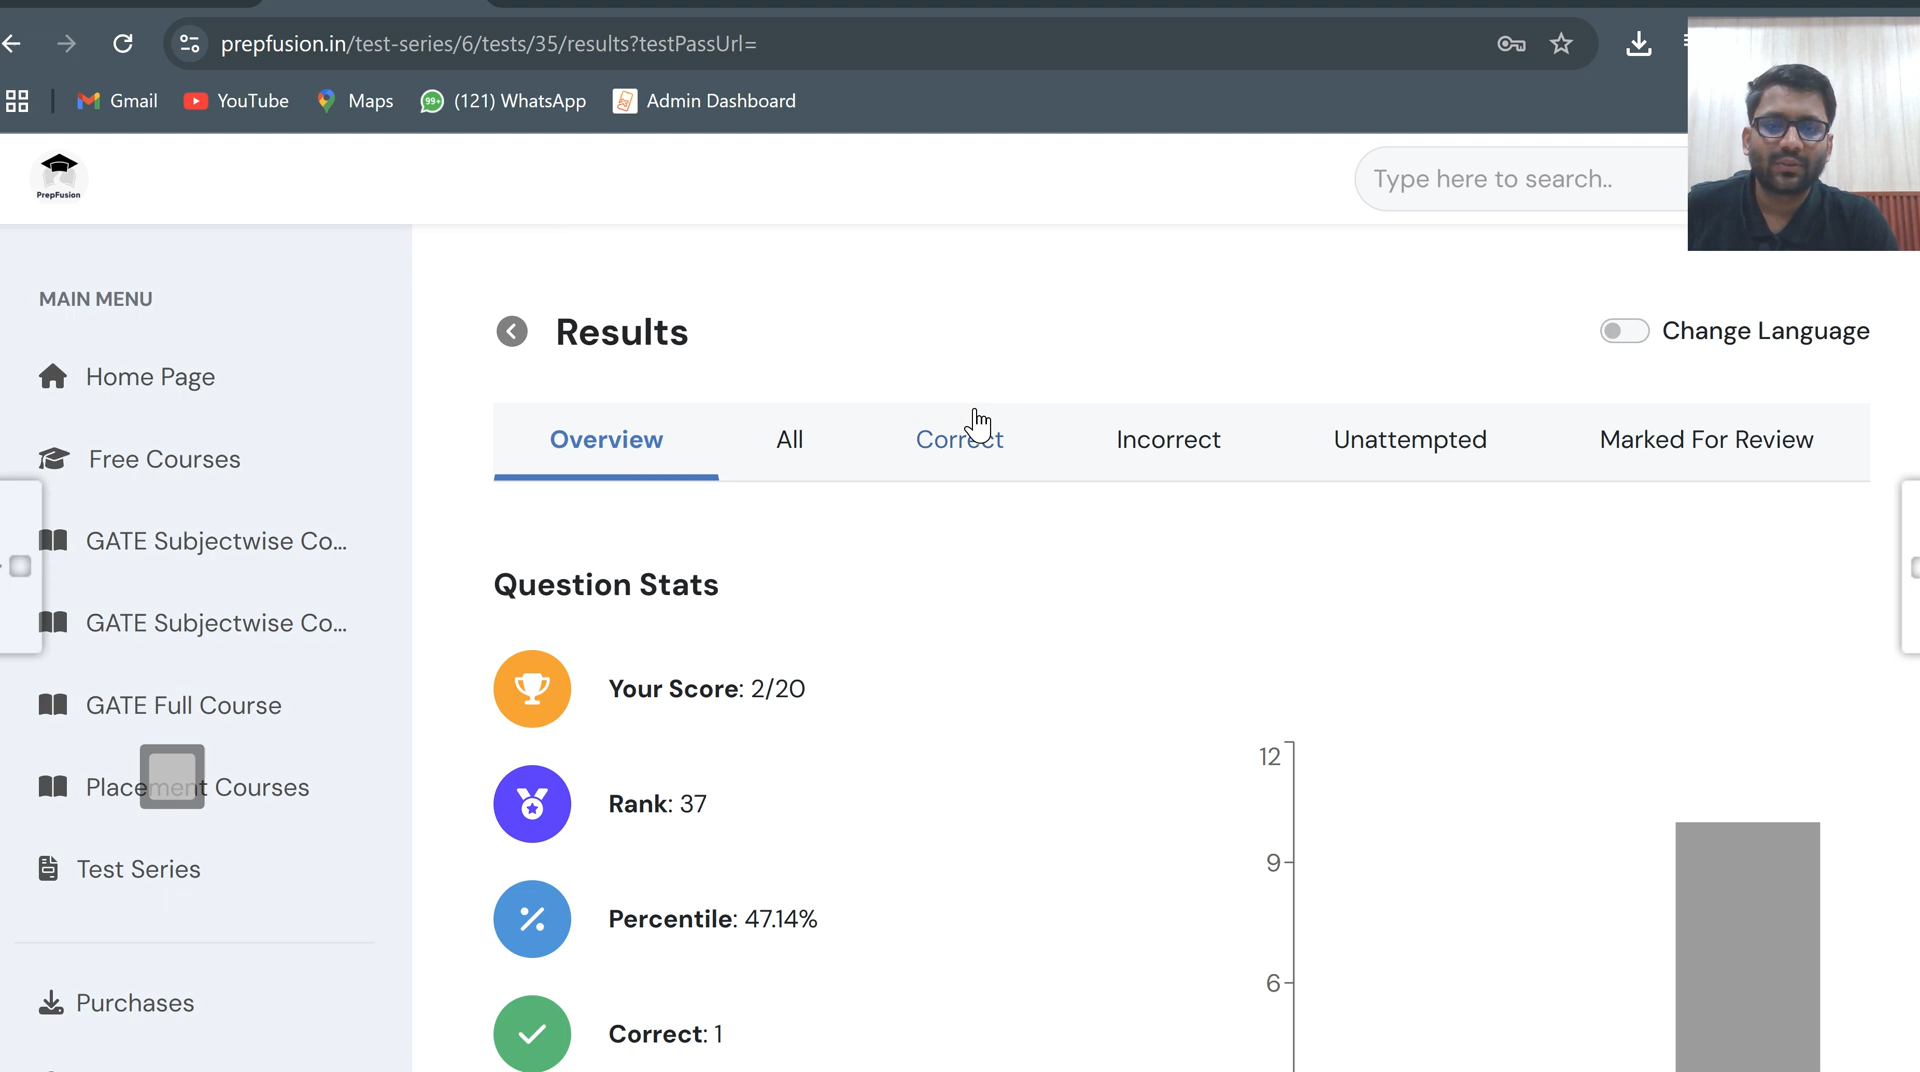 prepfusion.in/test-series/6/tests/35/results?testPassUrl=
Gmail
YouTube
Maps
99+
(121) WhatsApp
Admin Dashboard
PrepFusion
Type here to search..
MAIN MENU
Home Page
Free Courses
GATE Subjectwise Co...
GATE Subjectwise Co...
GATE Full Course
Placement Courses
Test Series
Purchases
Results
Change Language
Overview
All
Correct
Incorrect
Unattempted
Marked For Review
Question Stats
Your Score: 2/20
Rank: 37
Percentile: 47.14%
Correct: 1
12
9
6